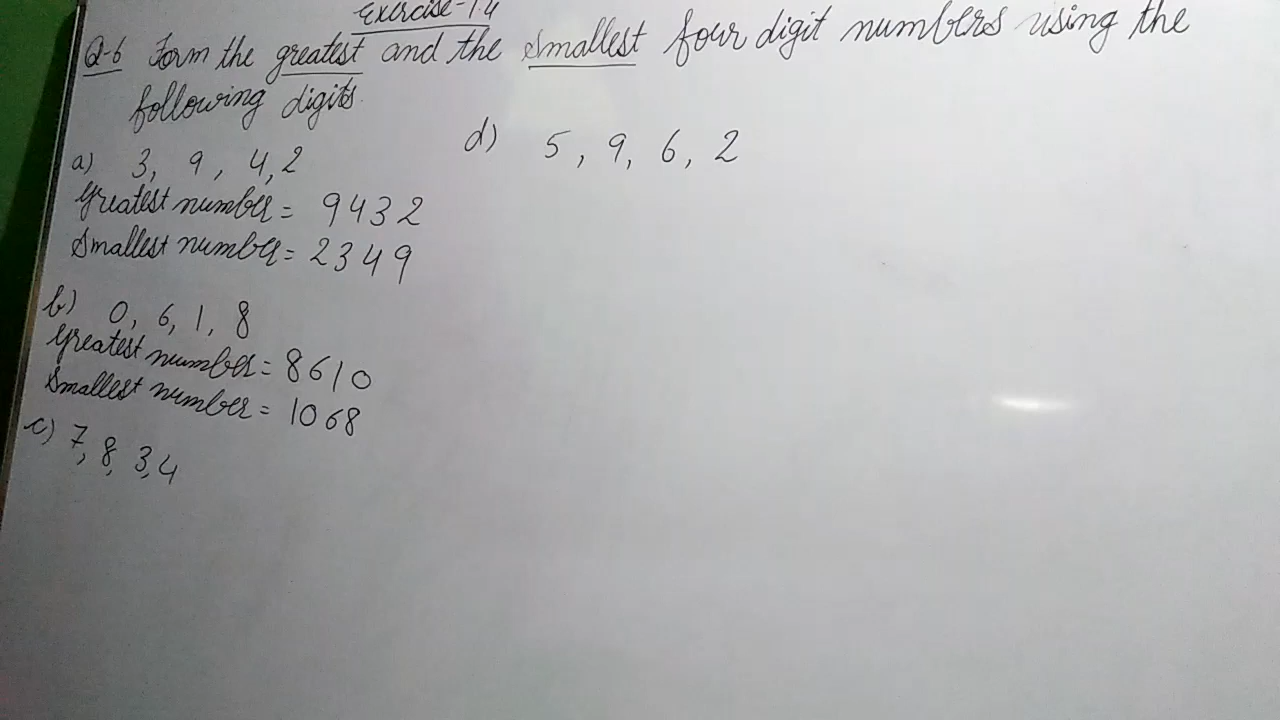 Exercise-1.4
Q-6 Form the greatest and the smallest four digit numbers using the
following digits.
a) 3, 9, 4, 2
Greatest number = 9432
Smallest number = 2349
b) 0, 6, 1, 8
Greatest number = 8610
Smallest number = 1068
c) 7, 8, 3, 4
d) 5, 9, 6, 2